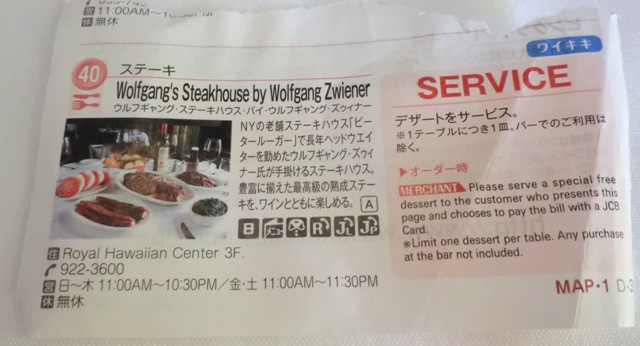 営 11:00AM～10:30PM
休 無休
ワイキキ
40 ステーキ
Wolfgang's Steakhouse by Wolfgang Zwiener
ウルフギャング・ステーキハウス・バイ・ウルフギャング・ズゥイナー
NYの老舗ステーキハウス「ピー
タールーガー」で長年ヘッドウエイ
ターを勤めたウルフギャング・ズゥイ
ナー氏が手掛けるステーキハウス。
豊富に揃えた最高級の熟成ステー
キを、ワインとともに楽しめる。 A
住 Royal Hawaiian Center 3F.
922-3600
営 日～木 11:00AM～10:30PM／金・土 11:00AM～11:30PM
休 無休
SERVICE
デザートをサービス。
※1テーブルにつき1皿。バーでのご利用は
除く。
▶オーダー時
MERCHANT Please serve a special free
dessert to the customer who presents this
page and chooses to pay the bill with a JCB
Card.
※Limit one dessert per table. Any purchase
at the bar not included.
MAP・1 D-3